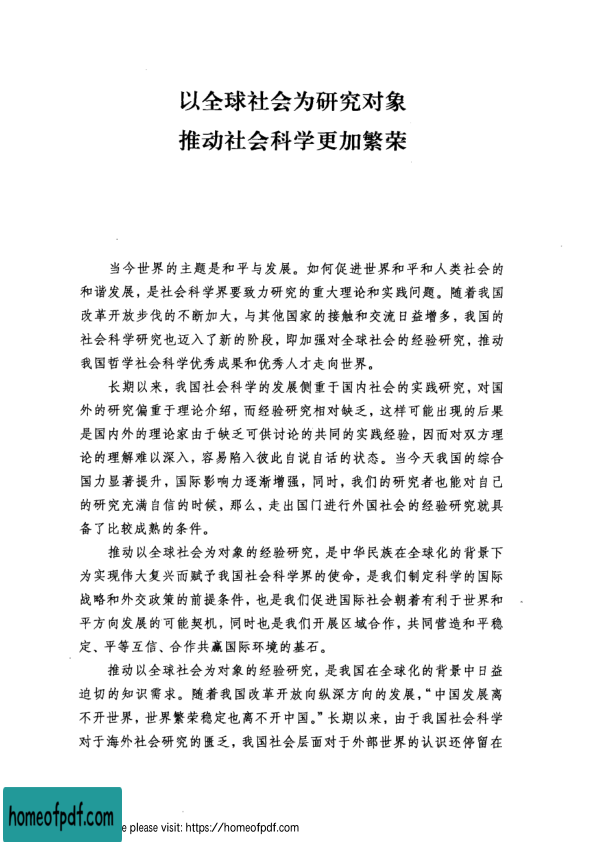 以全球社会为研究对象
推动社会科学更加繁荣
当今世界的主题是和平与发展。如何促进世界和平和人类社会的
和谐发展，是社会科学界要致力研究的重大理论和实践问题。随着我国
改革开放步伐的不断加大，与其他国家的接触和交流日益增多，我国的
社会科学研究也迈入了新的阶段，即加强对全球社会的经验研究，推动
我国哲学社会科学优秀成果和优秀人才走向世界。
长期以来，我国社会科学的发展侧重于国内社会的实践研究，对国
外的研究偏重于理论介绍，而经验研究相对缺乏，这样可能出现的后果
是国内外的理论家由于缺乏可供讨论的共同的实践经验，因而对双方理
论的理解难以深入，容易陷入彼此自说自话的状态。当今天我国的综合
国力显著提升，国际影响力逐渐增强，同时，我们的研究者也能对自己
的研究充满自信的时候，那么，走出国门进行外国社会的经验研究就具
备了比较成熟的条件。
推动以全球社会为对象的经验研究，是中华民族在全球化的背景下
为实现伟大复兴而赋予我国社会科学界的使命，是我们制定科学的国际
战略和外交政策的前提条件，也是我们促进国际社会朝着有利于世界和
平方向发展的可能契机，同时也是我们开展区域合作，共同营造和平稳
定、平等互信、合作共赢国际环境的基石。
推动以全球社会为对象的经验研究，是我国在全球化的背景中日益
迫切的知识需求。随着我国改革开放向纵深方向的发展，“中国发展离
不开世界，世界繁荣稳定也离不开中国。”长期以来，由于我国社会科学
对于海外社会研究的匮乏，我国社会层面对于外部世界的认识还停留在
homeofpdf.com
e please visit: https://homeofpdf.com